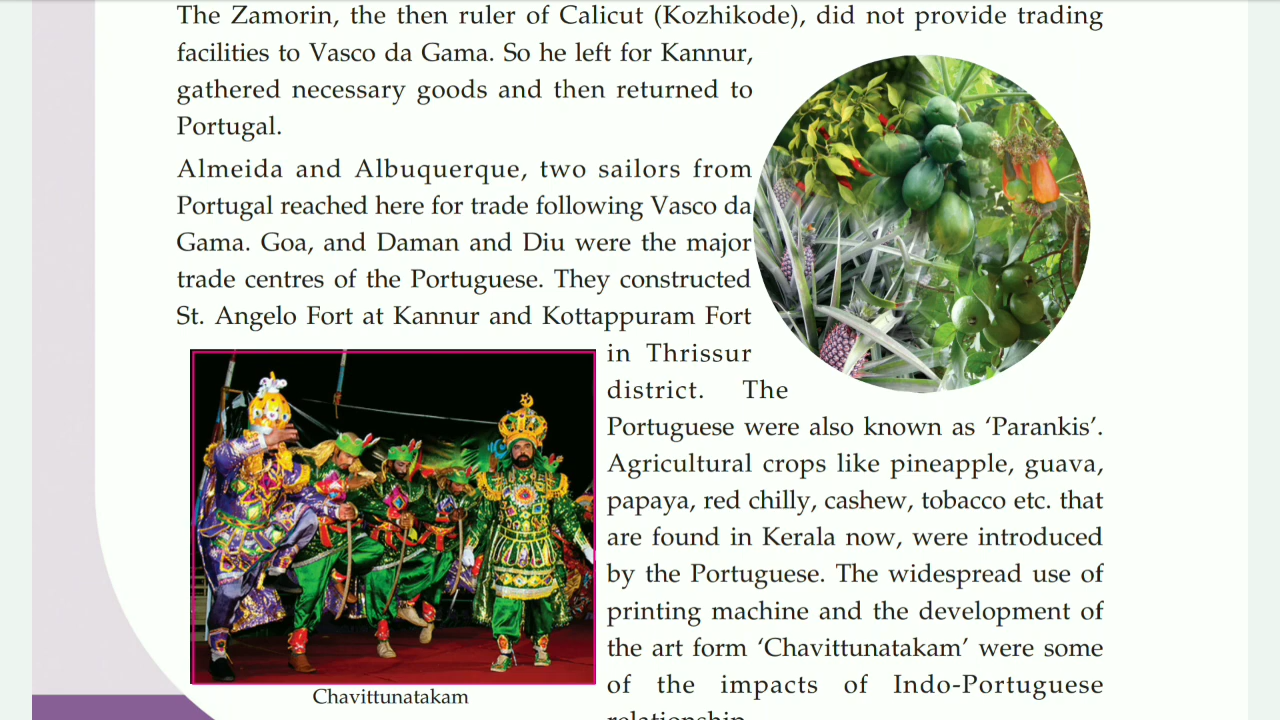 The Zamorin, the then ruler of Calicut (Kozhikode), did not provide trading
facilities to Vasco da Gama. So he left for Kannur,
gathered necessary goods and then returned to
Portugal.
Almeida and Albuquerque, two sailors from
Portugal reached here for trade following Vasco da
Gama. Goa, and Daman and Diu were the major
trade centres of the Portuguese. They constructed
St. Angelo Fort at Kannur and Kottappuram Fort
in Thrissur
district. The
Portuguese were also known as ‘Parankis’.
Agricultural crops like pineapple, guava,
papaya, red chilly, cashew, tobacco etc. that
are found in Kerala now, were introduced
by the Portuguese. The widespread use of
printing machine and the development of
the art form ‘Chavittunatakam’ were some
of the impacts of Indo-Portuguese
relationship.
Chavittunatakam